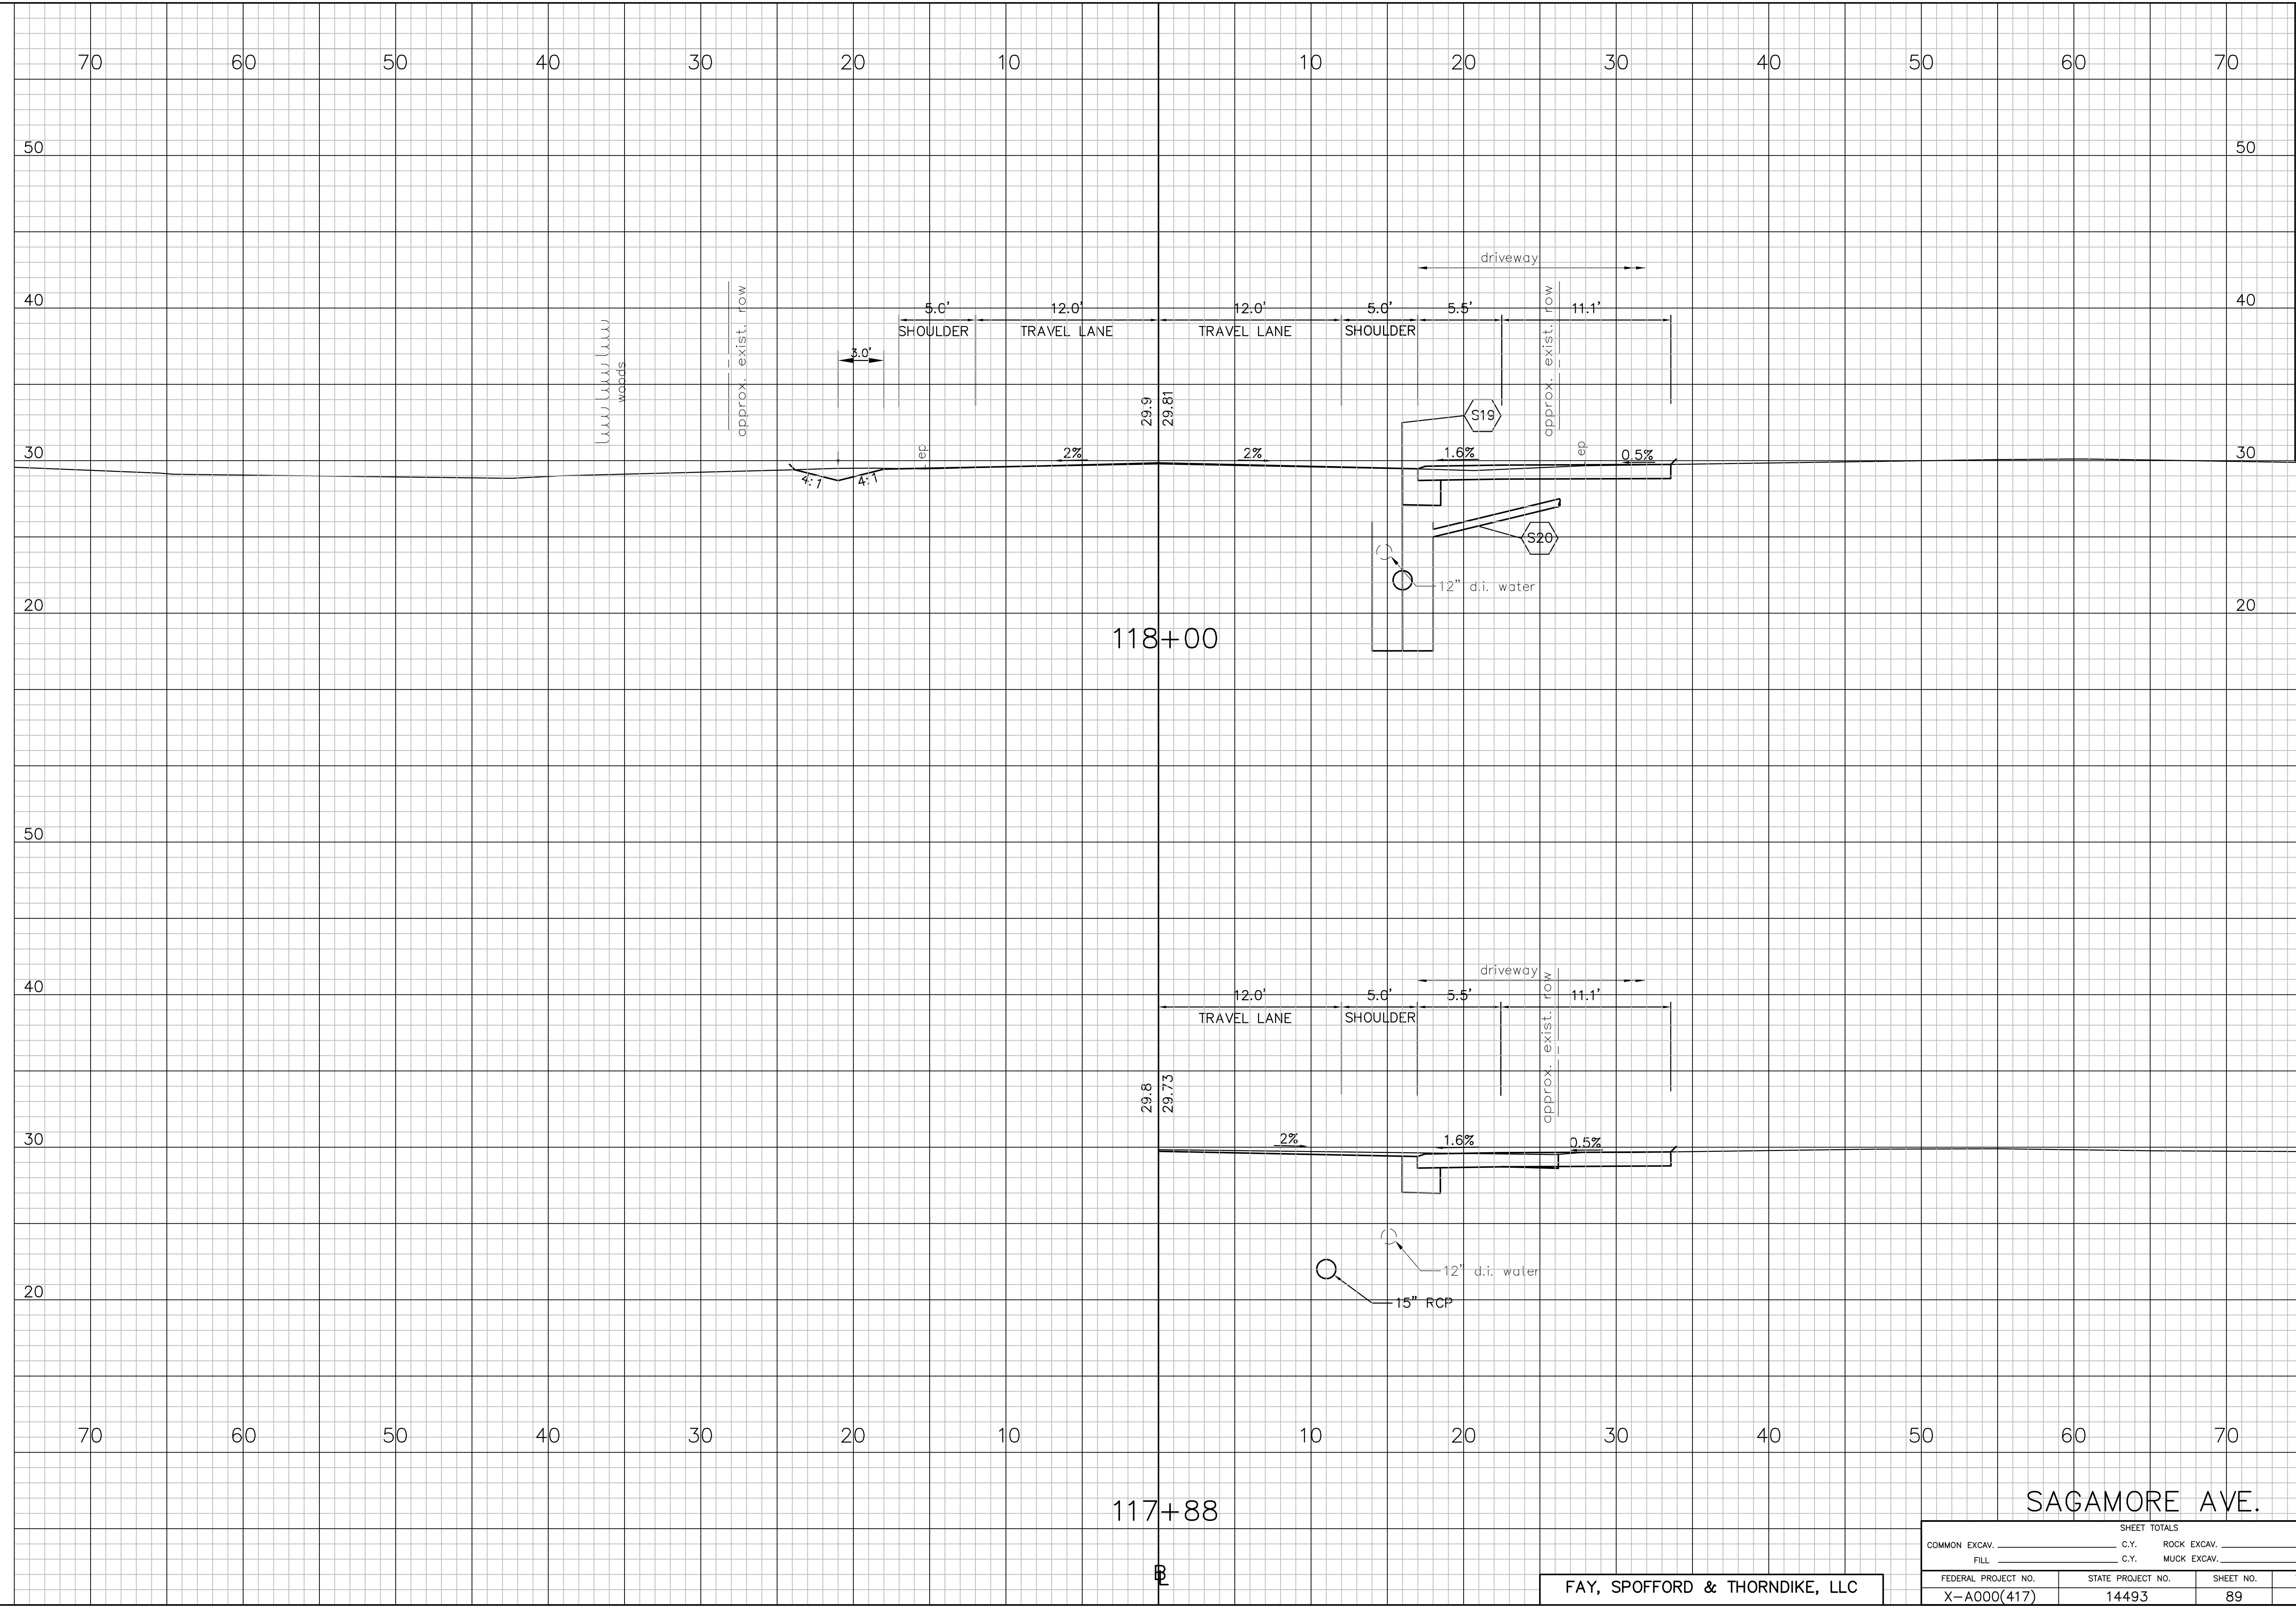 70 60 50 40 30 20 10 10 20 30 40 50 60 70
50 50
driveway
40 40
5.0' 12.0' 12.0' 5.0' 5.5' 11.1'
SHOULDER TRAVEL LANE TRAVEL LANE SHOULDER
3.0'
woods
approx. exist. row
approx. exist. row
29.9
29.81
S19
ep
ep
30 30
2% 2% 1.6% 0.5%
4:1 4:1
S20
12" d.i. water
20 20
118+00
50
driveway
40
12.0' 5.0' 5.5' 11.1'
TRAVEL LANE SHOULDER
approx. exist. row
29.8
29.73
30
2% 1.6% 0.5%
12" d.i. water
20
15" RCP
70 60 50 40 30 20 10 10 20 30 40 50 60 70
117+88
SAGAMORE AVE.
SHEET TOTALS
COMMON EXCAV. C.Y. ROCK EXCAV.
FILL C.Y. MUCK EXCAV.
FEDERAL PROJECT NO. STATE PROJECT NO. SHEET NO.
X-A000(417) 14493 89
BL
FAY, SPOFFORD & THORNDIKE, LLC